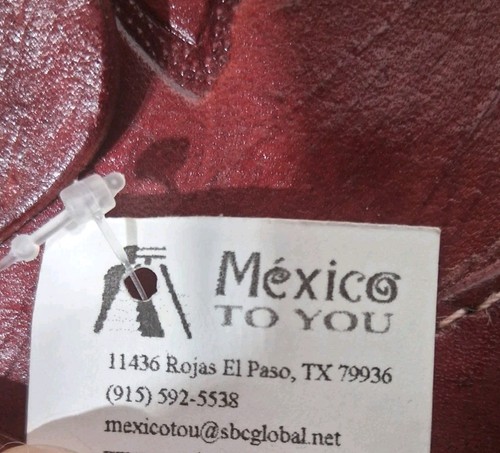 México
TO YOU
11436 Rojas El Paso, TX 79936
(915) 592-5538
mexicotou@sbcglobal.net